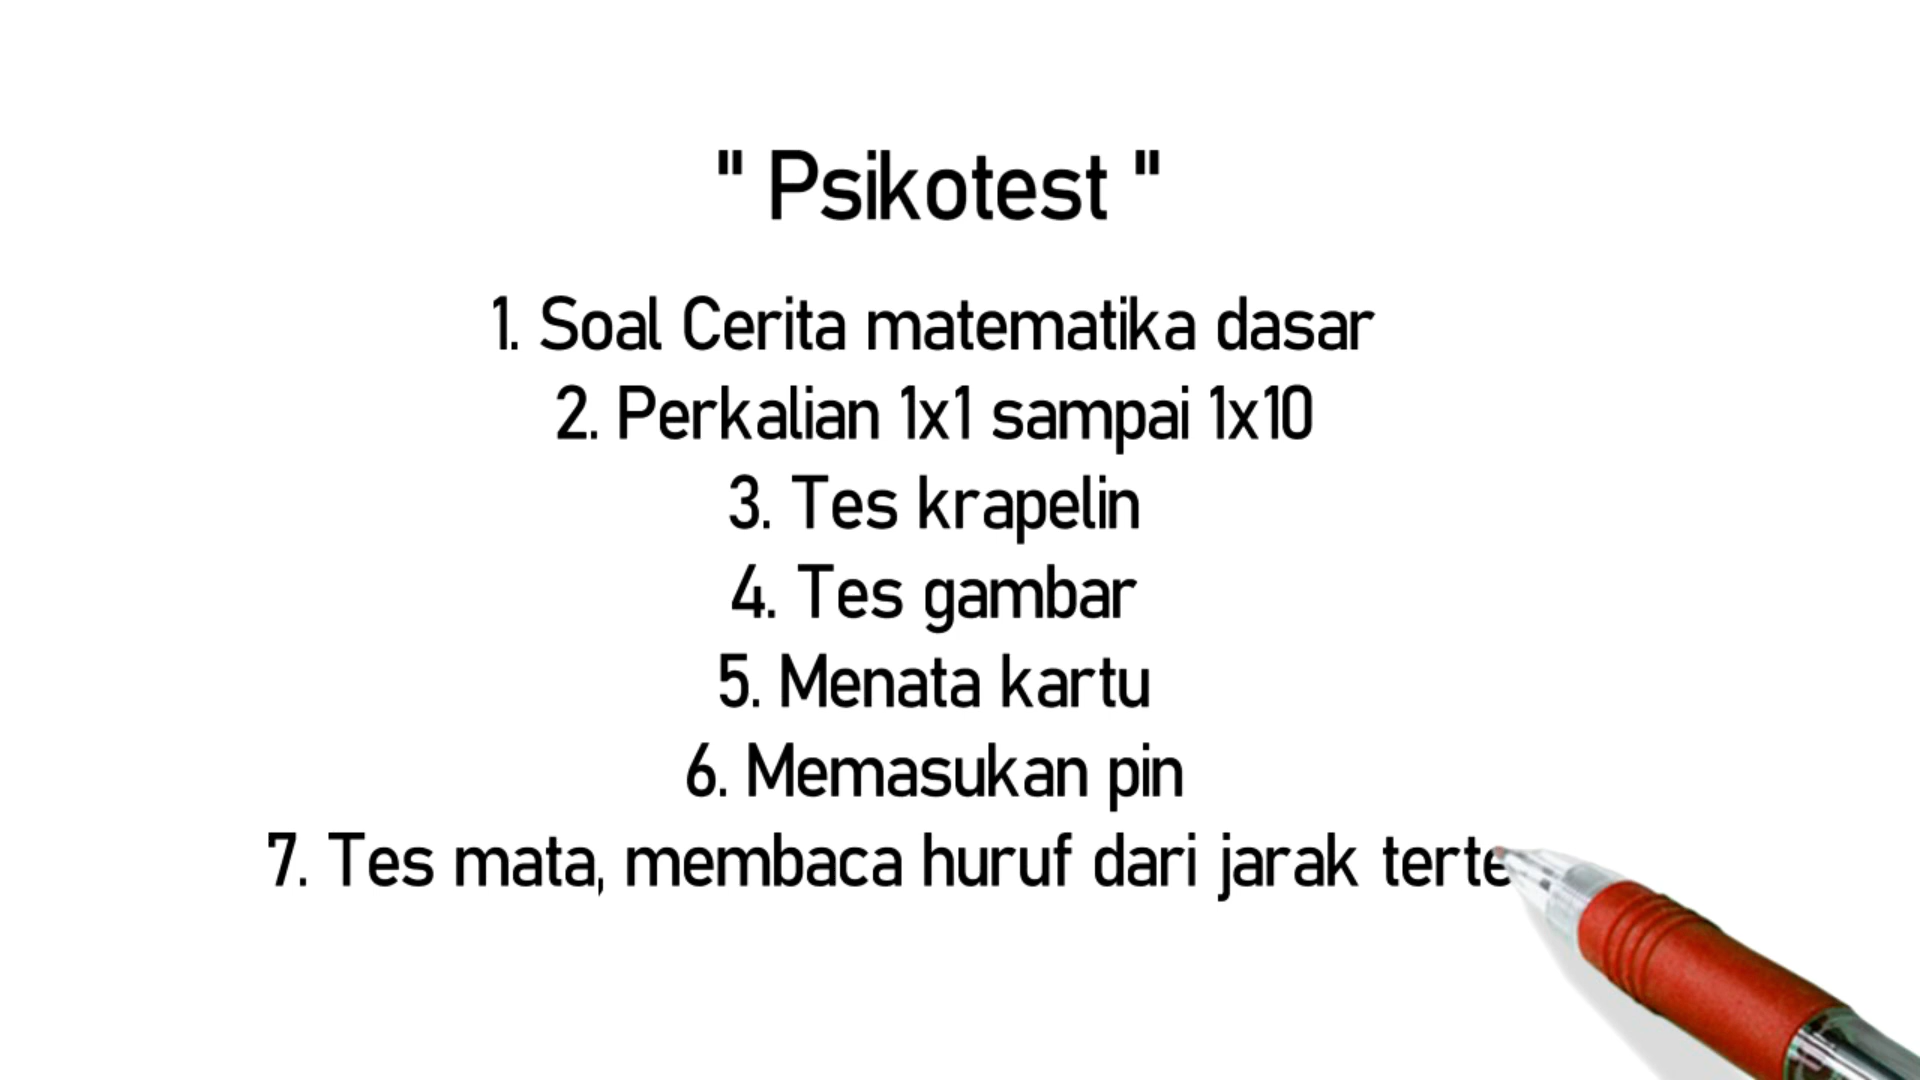 " Psikotest "
1. Soal Cerita matematika dasar
2. Perkalian 1x1 sampai 1x10
3. Tes krapelin
4. Tes gambar
5. Menata kartu
6. Memasukan pin
7. Tes mata, membaca huruf dari jarak terte